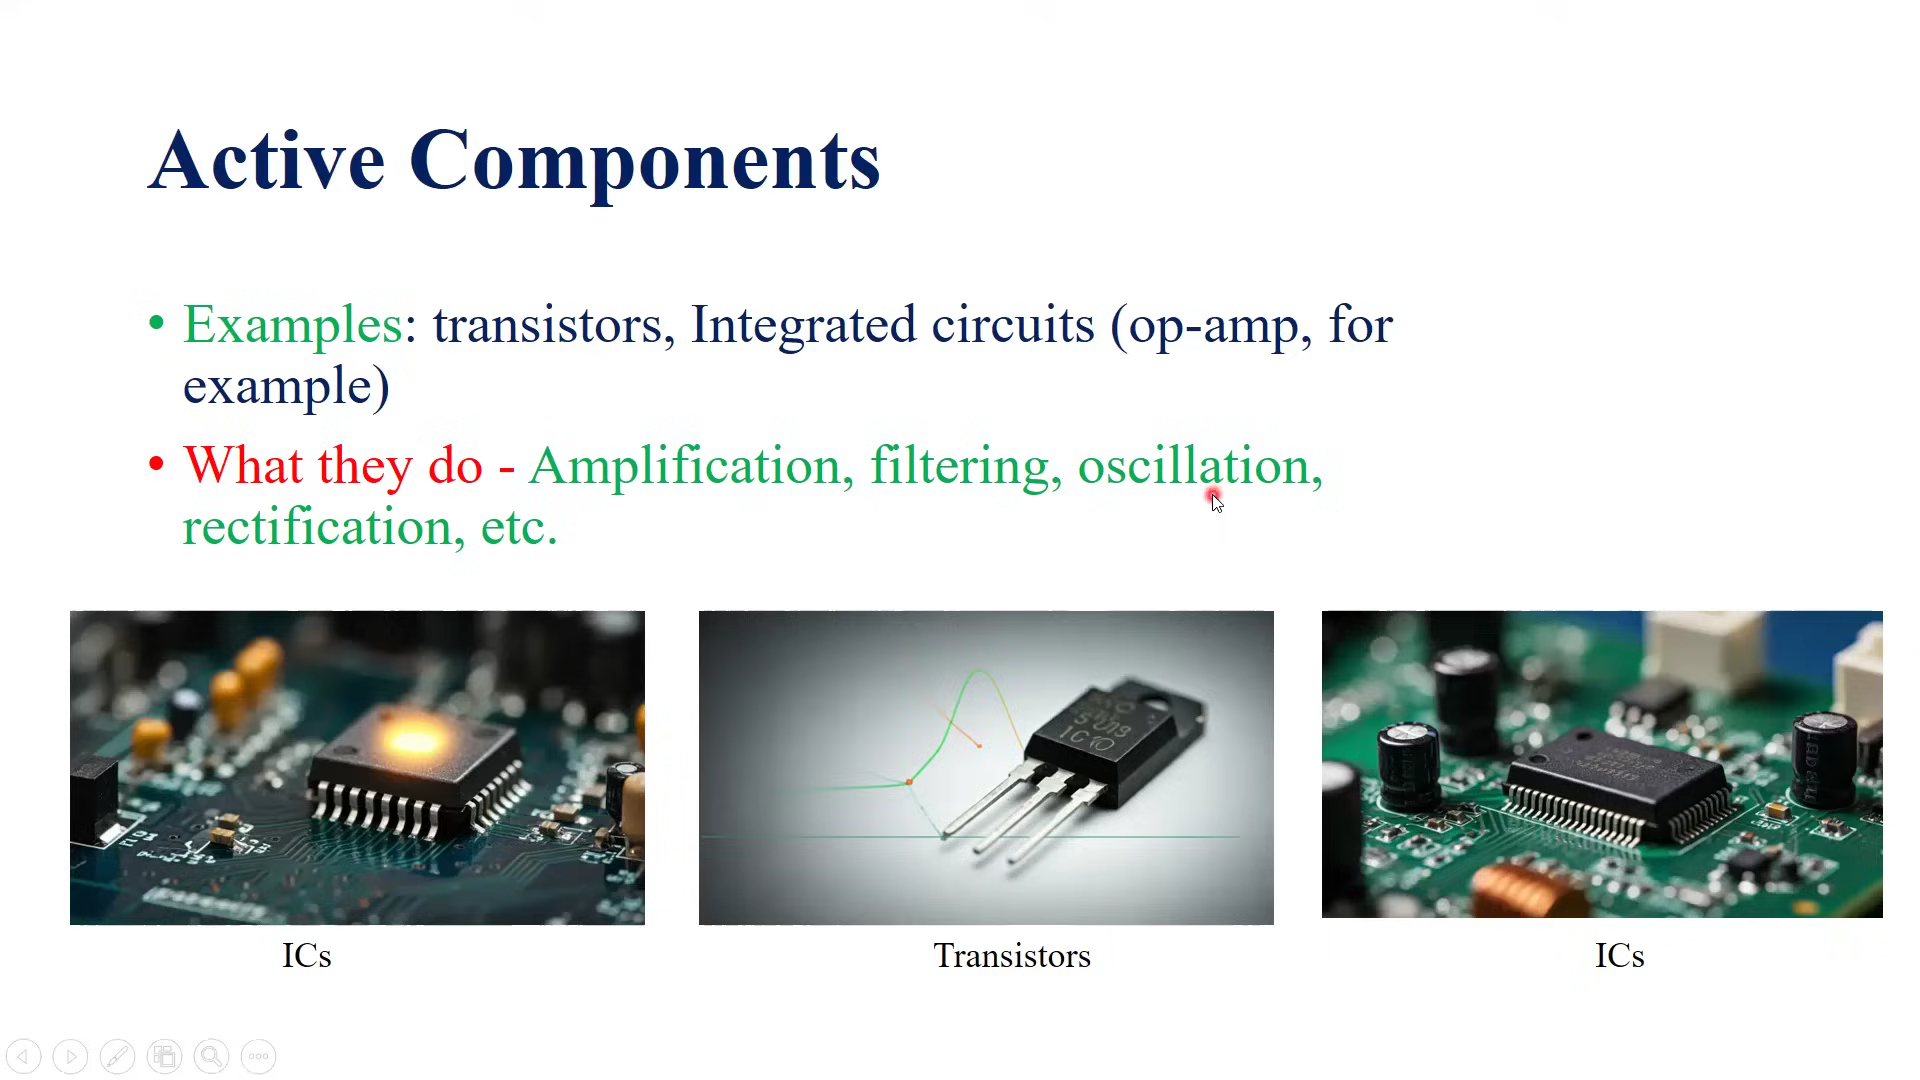 Active Components
• Examples: transistors, Integrated circuits (op-amp, for
example)
• What they do - Amplification, filtering, oscillation,
rectification, etc.
ICs
Transistors
ICs